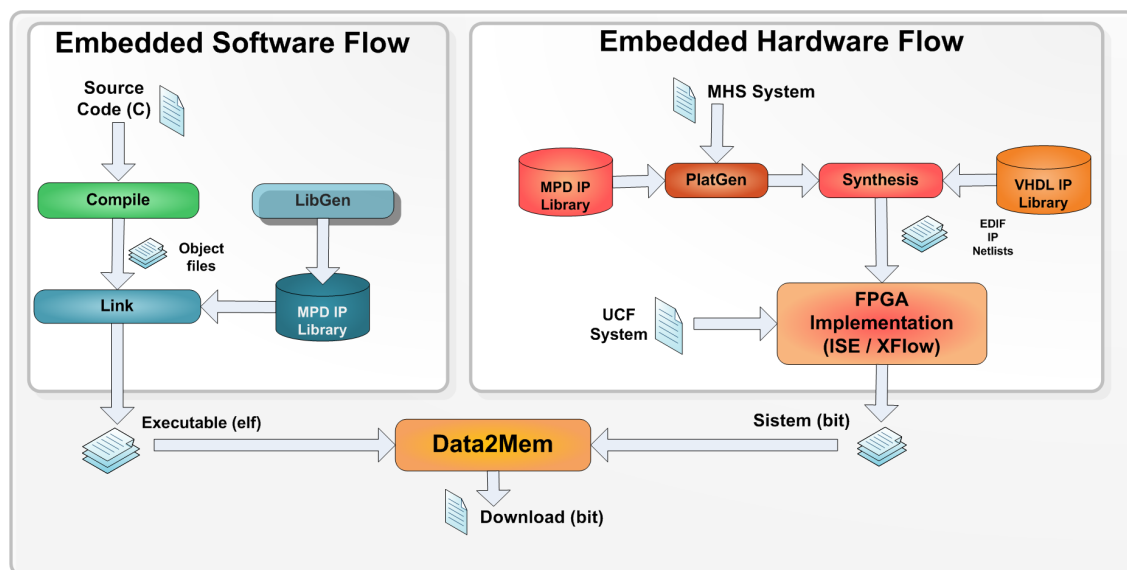 Embedded Software Flow
Source
Code (C)
Compile
LibGen
Object
files
Link
MPD IP
Library
Embedded Hardware Flow
MHS System
MPD IP
Library
PlatGen
Synthesis
VHDL IP
Library
EDIF
IP
Netlists
UCF
System
FPGA
Implementation
(ISE / XFlow)
Executable (elf)
Data2Mem
Sistem (bit)
Download (bit)